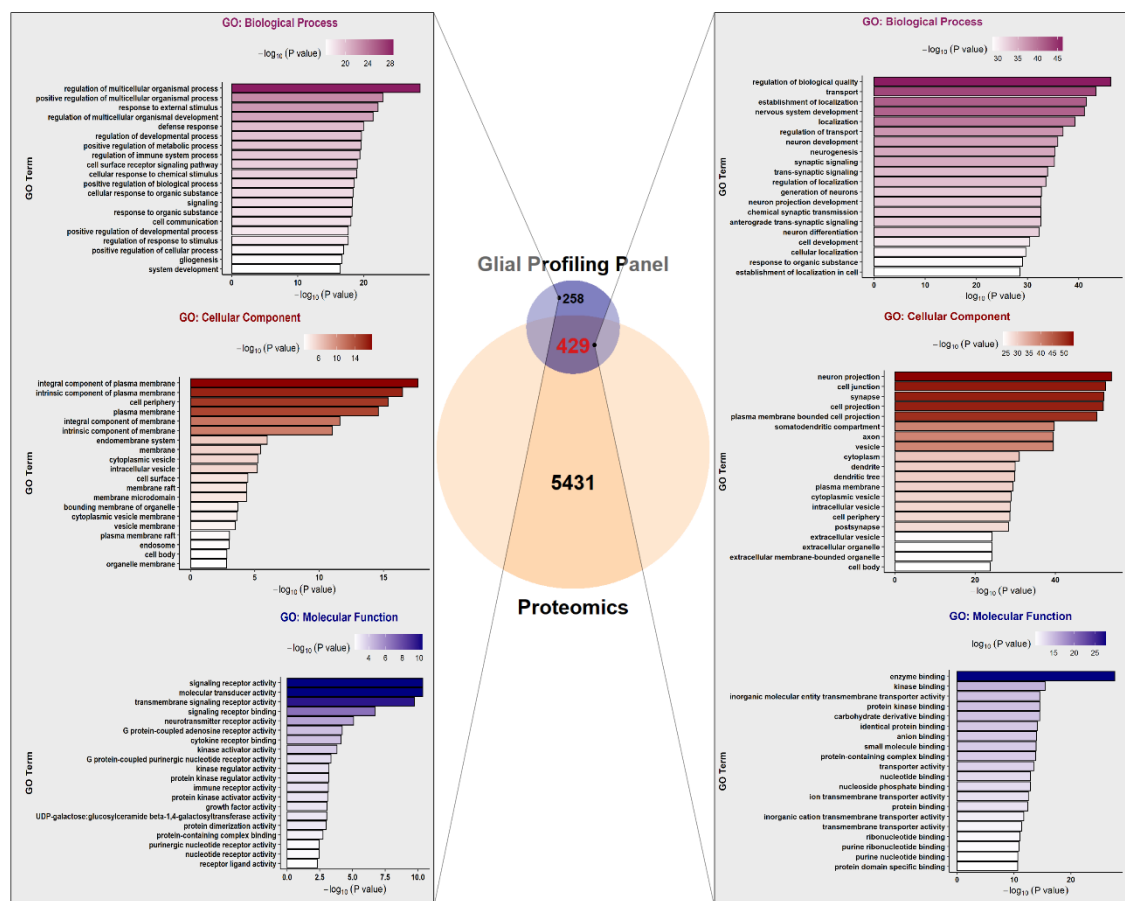 GO: Biological Process
−log10 (P value)
20 24 28
GO Term
regulation of multicellular organismal process
positive regulation of multicellular organismal process
response to external stimulus
regulation of multicellular organismal development
defense response
regulation of developmental process
positive regulation of metabolic process
regulation of immune system process
cell surface receptor signaling pathway
cellular response to chemical stimulus
positive regulation of biological process
cellular response to organic substance
signaling
response to organic substance
cell communication
positive regulation of developmental process
regulation of response to stimulus
positive regulation of cellular process
gliogenesis
system development
0 10 20
−log10 (P value)
GO: Cellular Component
−log10 (P value)
6 10 14
GO Term
integral component of plasma membrane
intrinsic component of plasma membrane
cell periphery
plasma membrane
integral component of membrane
intrinsic component of membrane
endomembrane system
membrane
cytoplasmic vesicle
intracellular vesicle
cell surface
membrane raft
membrane microdomain
bounding membrane of organelle
cytoplasmic vesicle membrane
vesicle membrane
plasma membrane raft
endosome
cell body
organelle membrane
0 5 10 15
−log10 (P value)
GO: Molecular Function
−log10 (P value)
4 6 8 10
GO Term
signaling receptor activity
molecular transducer activity
transmembrane signaling receptor activity
signaling receptor binding
neurotransmitter receptor activity
G protein-coupled adenosine receptor activity
cytokine receptor binding
kinase activator activity
G protein-coupled purinergic nucleotide receptor activity
kinase regulator activity
protein kinase regulator activity
immune receptor activity
protein kinase activator activity
growth factor activity
UDP-galactose:glucosylceramide beta-1,4-galactosyltransferase activity
protein dimerization activity
protein-containing complex binding
purinergic nucleotide receptor activity
nucleotide receptor activity
receptor ligand activity
0.0 2.5 5.0 7.5 10.0
−log10 (P value)
Glial Profiling Panel
258
429
5431
Proteomics
GO: Biological Process
−log10 (P value)
30 35 40 45
GO Term
regulation of biological quality
transport
establishment of localization
nervous system development
localization
regulation of transport
neuron development
neurogenesis
synaptic signaling
trans-synaptic signaling
regulation of localization
generation of neurons
neuron projection development
chemical synaptic transmission
anterograde trans-synaptic signaling
neuron differentiation
cell development
cellular localization
response to organic substance
establishment of localization in cell
0 10 20 30 40
log10 (P value)
GO: Cellular Component
−log10 (P value)
25 30 35 40 45 50
GO Term
neuron projection
cell junction
synapse
cell projection
plasma membrane bounded cell projection
somatodendritic compartment
axon
vesicle
cytoplasm
dendrite
dendritic tree
plasma membrane
cytoplasmic vesicle
intracellular vesicle
cell periphery
postsynapse
extracellular vesicle
extracellular organelle
extracellular membrane-bound organelle
cell body
0 20 40
−log10 (P value)
GO: Molecular Function
−log10 (P value)
15 20 25
GO Term
enzyme binding
kinase binding
inorganic molecular entity transmembrane transporter activity
protein kinase binding
carbohydrate derivative binding
identical protein binding
anion binding
small molecule binding
protein-containing complex binding
transporter activity
nucleotide binding
nucleoside phosphate binding
ion transmembrane transporter activity
protein binding
inorganic cation transmembrane transporter activity
transmembrane transporter activity
ribonucleotide binding
purine ribonucleotide binding
purine nucleotide binding
protein domain specific binding
0 10 20
−log10 (P value)